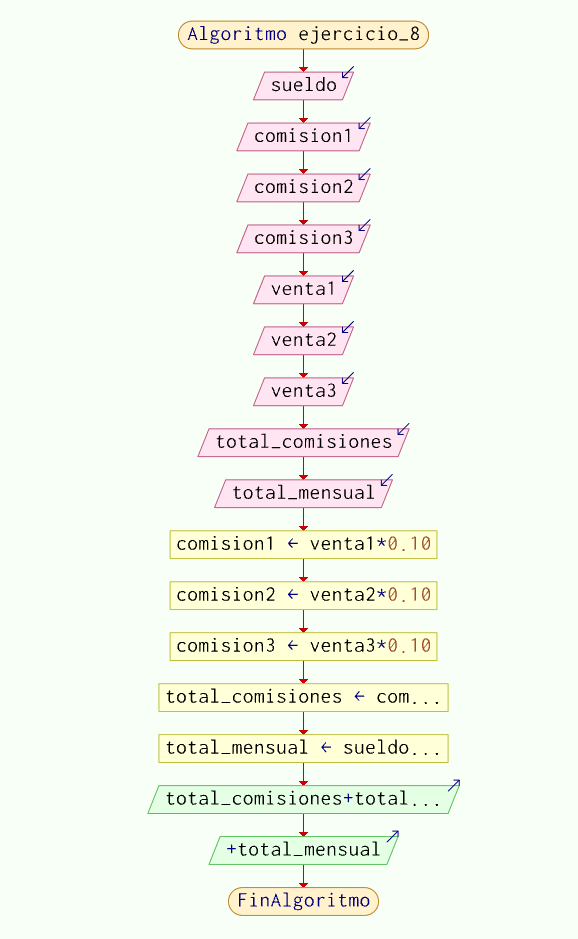 Algoritmo ejercicio_8
sueldo
comision1
comision2
comision3
venta1
venta2
venta3
total_comisiones
total_mensual
comision1 ← venta1*0.10
comision2 ← venta2*0.10
comision3 ← venta3*0.10
total_comisiones ← com...
total_mensual ← sueldo...
total_comisiones+total...
+total_mensual
FinAlgoritmo